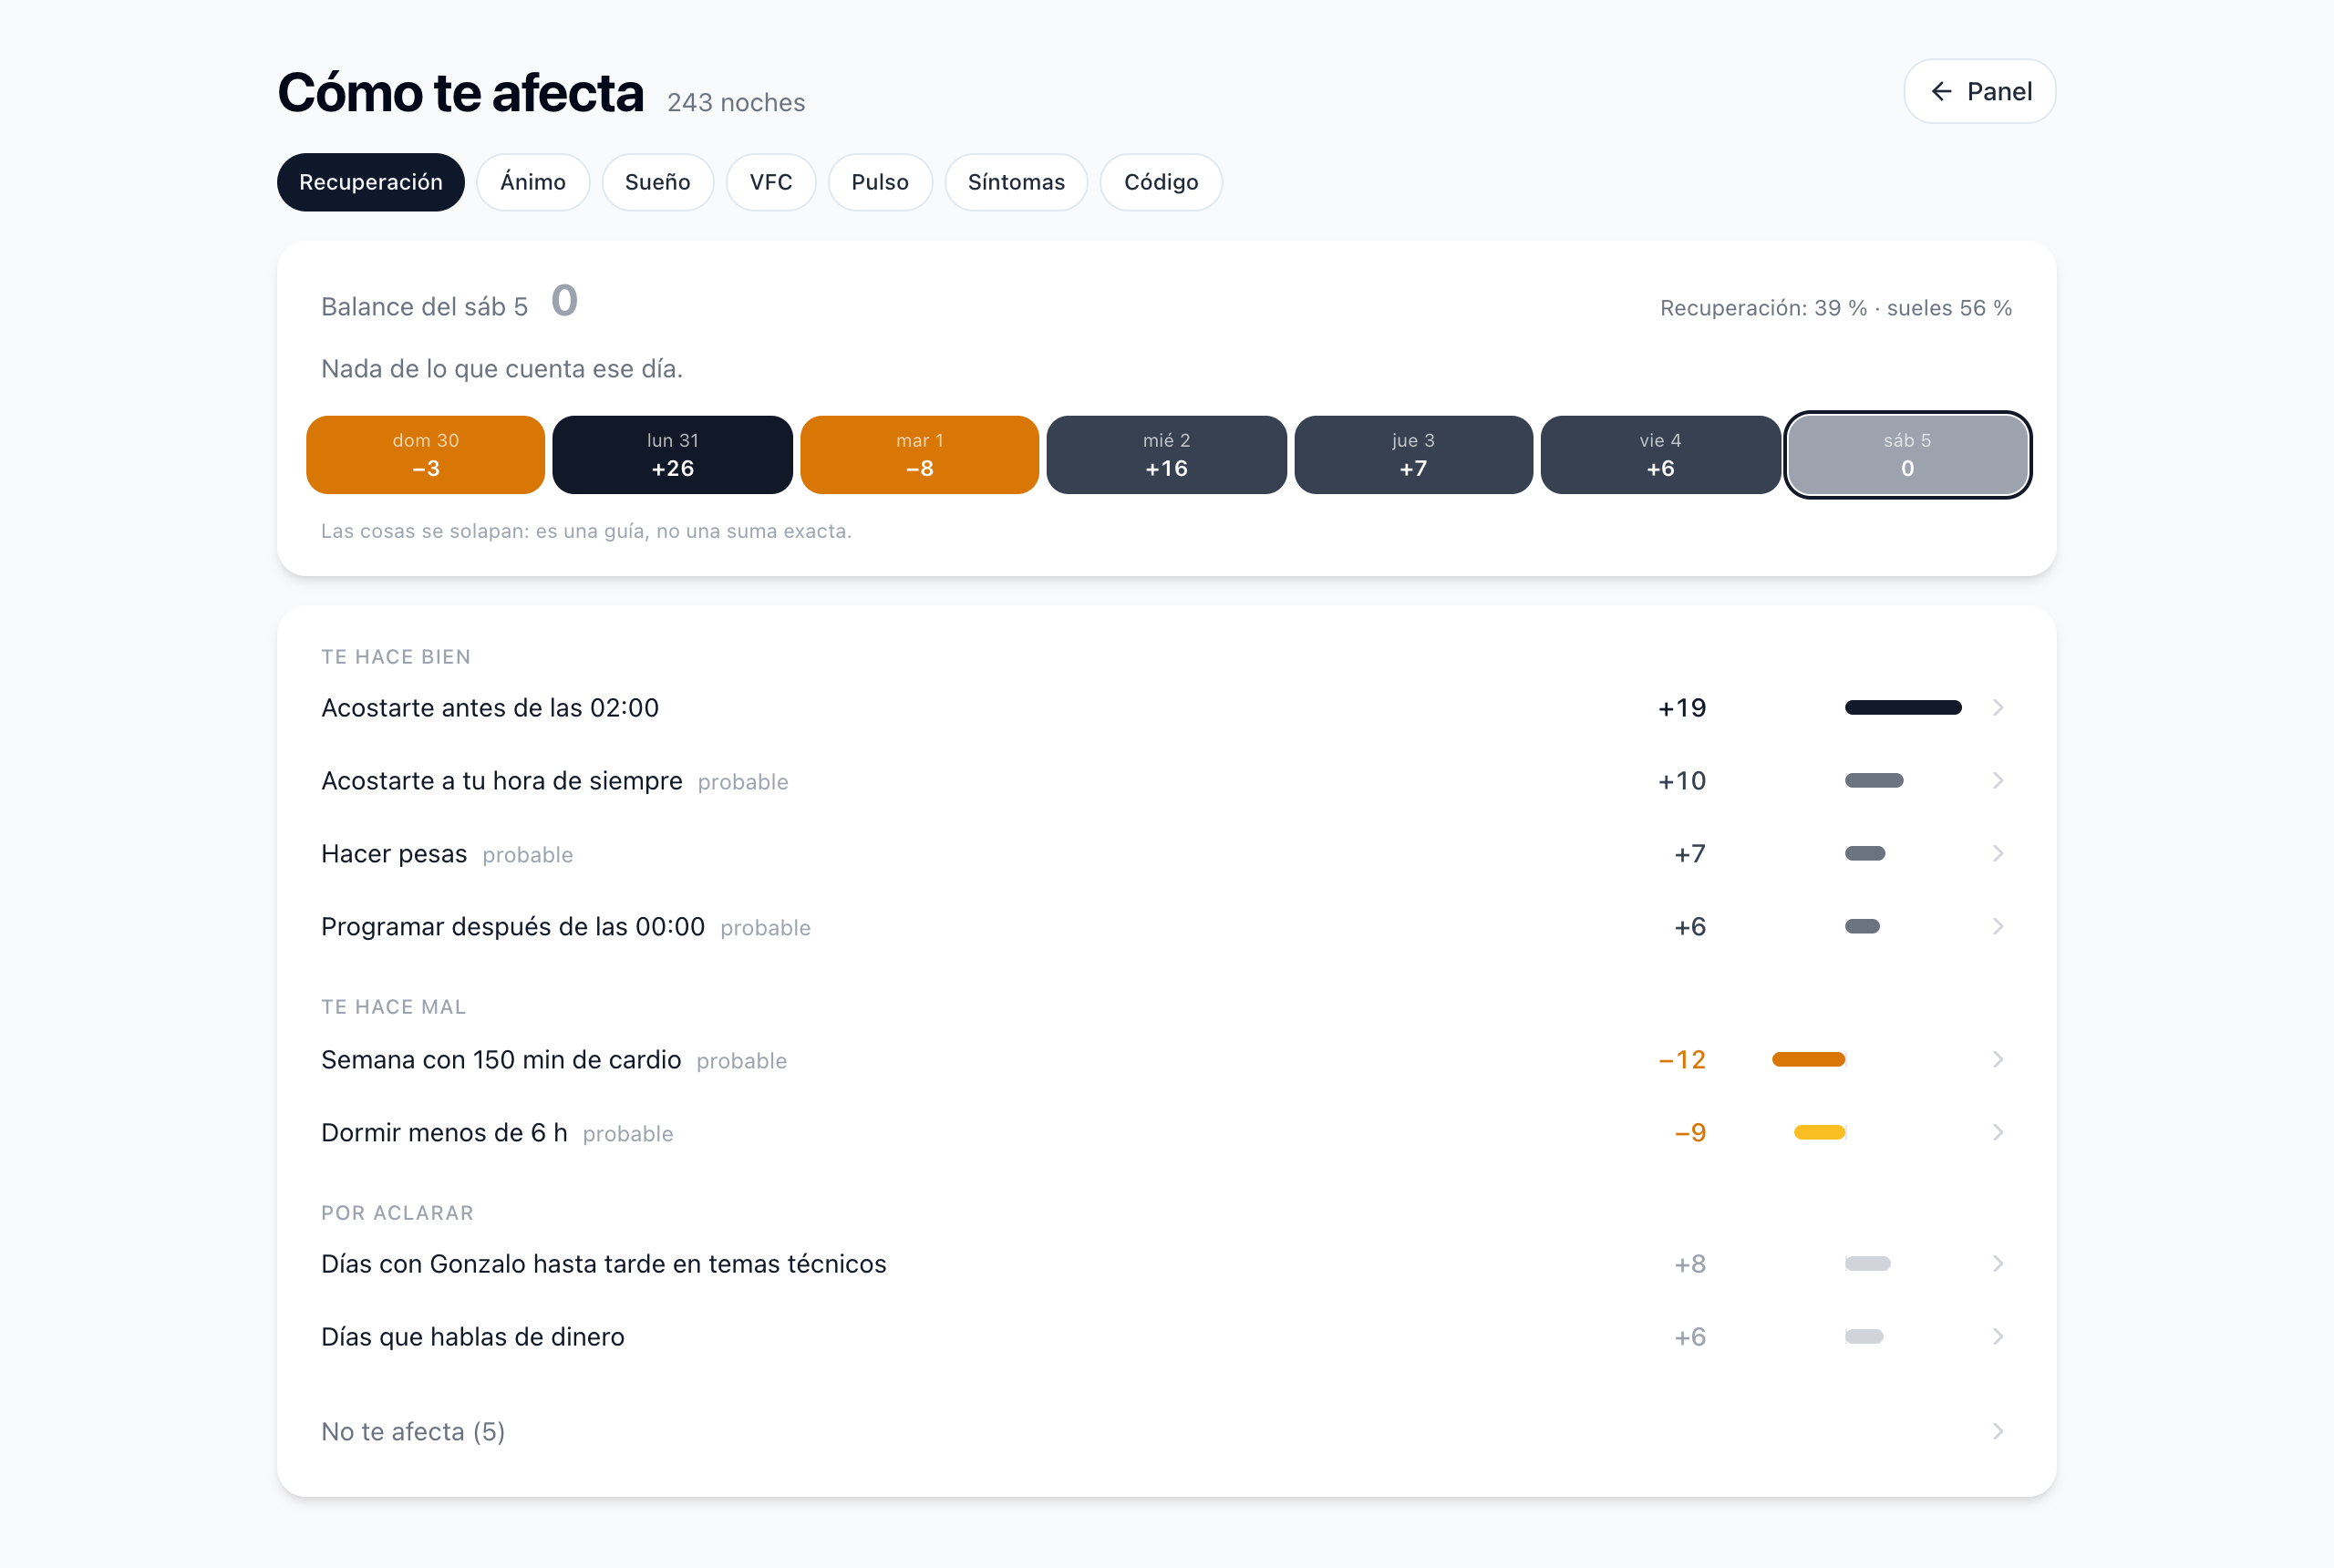 Cómo te afecta 243 noches
← Panel
Recuperación Ánimo Sueño VFC Pulso Síntomas Código
Balance del sáb 5 0
Recuperación: 39 % · sueles 56 %
Nada de lo que cuenta ese día.
dom 30 lun 31 mar 1 mié 2 jue 3 vie 4 sáb 5
−3 +26 −8 +16 +7 +6 0
Las cosas se solapan: es una guía, no una suma exacta.
TE HACE BIEN
Acostarte antes de las 02:00 +19
Acostarte a tu hora de siempre probable +10
Hacer pesas probable +7
Programar después de las 00:00 probable +6
TE HACE MAL
Semana con 150 min de cardio probable −12
Dormir menos de 6 h probable −9
POR ACLARAR
Días con Gonzalo hasta tarde en temas técnicos +8
Días que hablas de dinero +6
No te afecta (5)